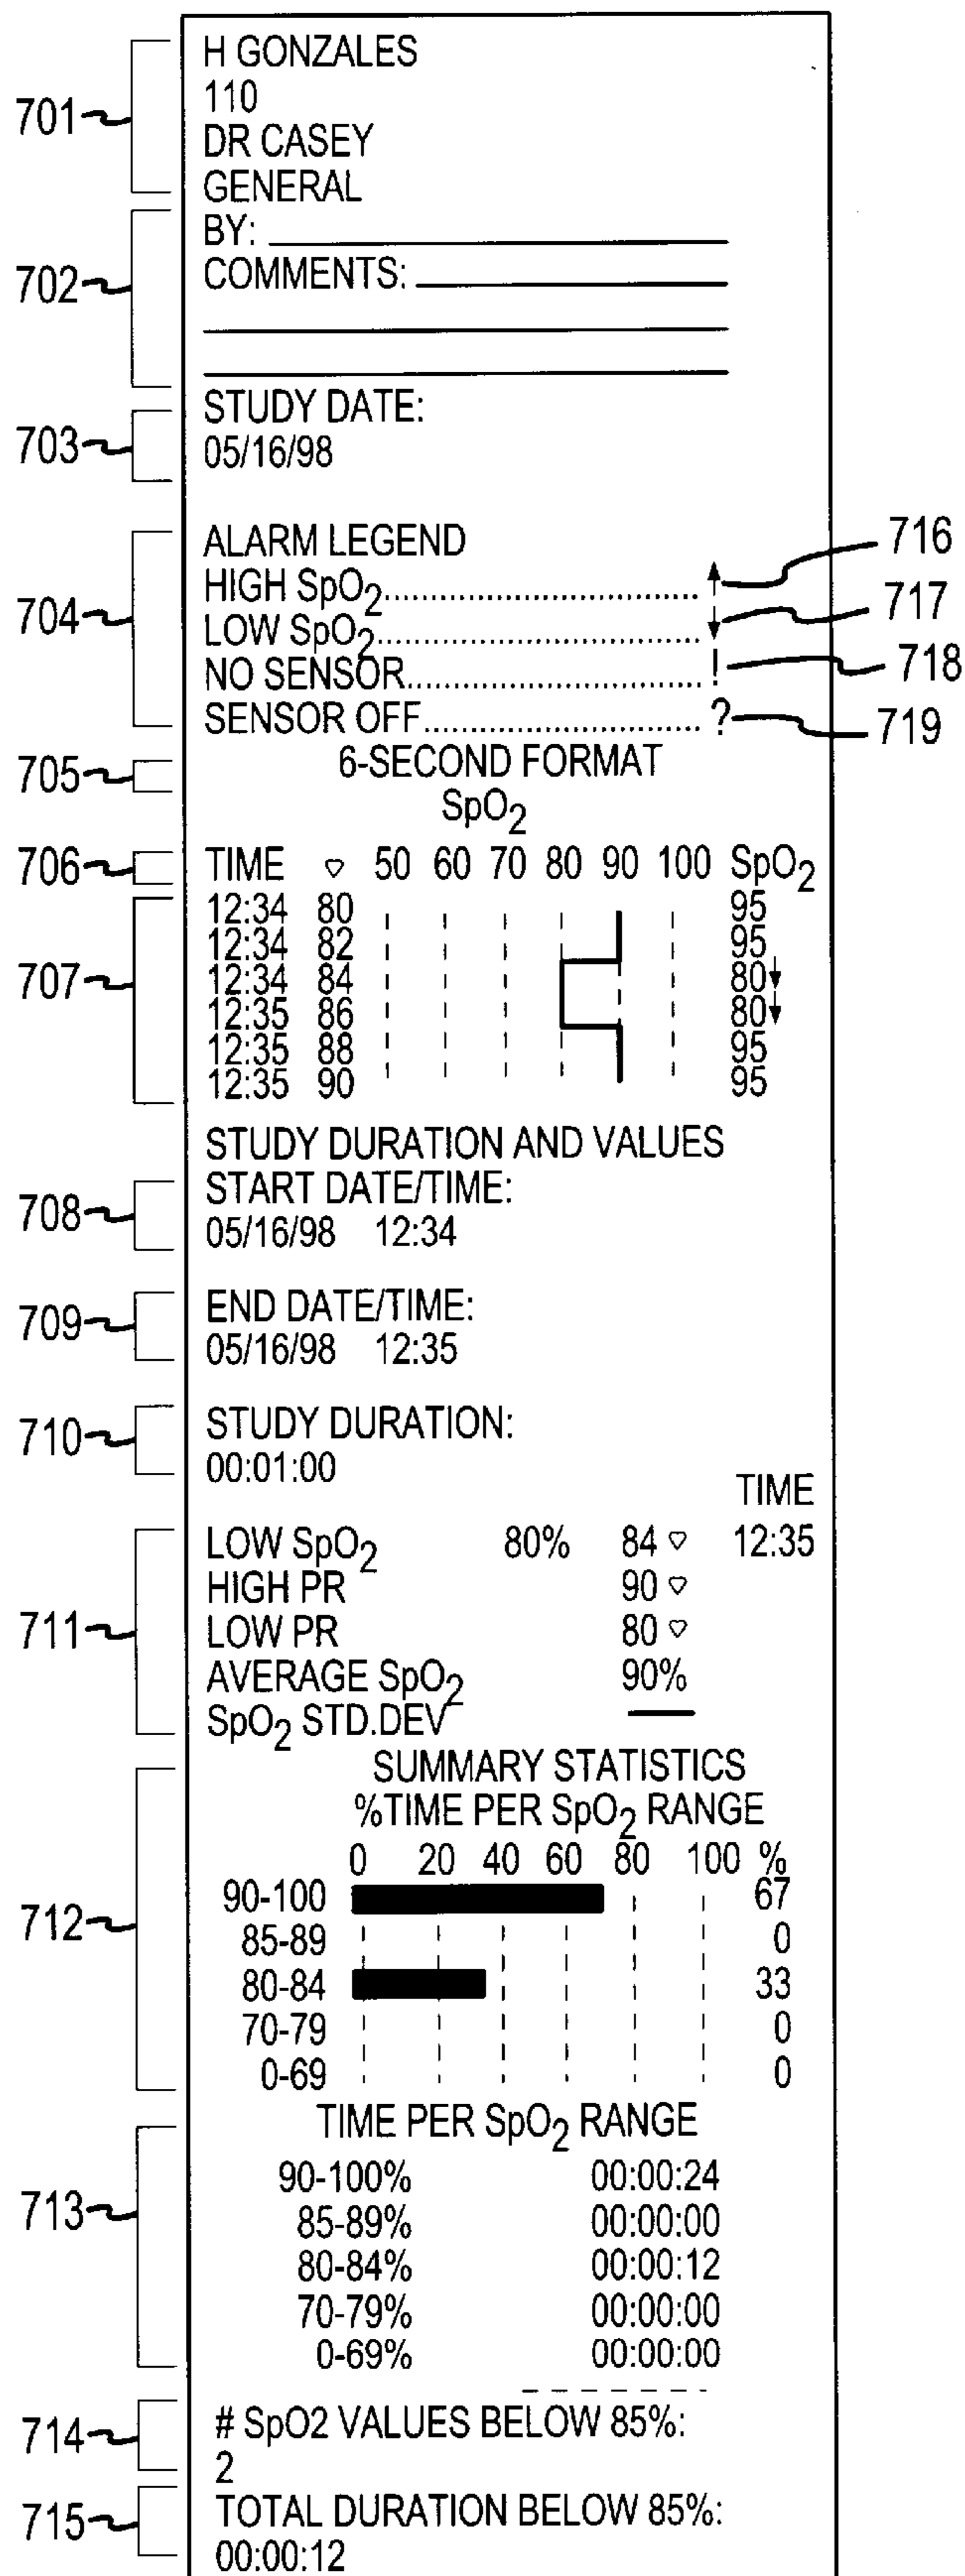 701 H GONZALES
110
DR CASEY
GENERAL
702 BY:
COMMENTS:
703 STUDY DATE:
05/16/98
704 ALARM LEGEND
HIGH SpO2.............................. ↑ 716
LOW SpO2.............................. ↓ 717
NO SENSOR.............................. ! 718
SENSOR OFF.............................. ? 719
705 6-SECOND FORMAT
SpO2
706 TIME ♡ 50 60 70 80 90 100 SpO2
707 12:34 80 95
12:34 82 95
12:34 84 80↓
12:35 86 80↓
12:35 88 95
12:35 90 95
STUDY DURATION AND VALUES
708 START DATE/TIME:
05/16/98 12:34
709 END DATE/TIME:
05/16/98 12:35
710 STUDY DURATION:
00:01:00
TIME
711 LOW SpO2 80% 84 ♡ 12:35
HIGH PR 90 ♡
LOW PR 80 ♡
AVERAGE SpO2 90%
SpO2 STD.DEV
712 SUMMARY STATISTICS
%TIME PER SpO2 RANGE
0 20 40 60 80 100 %
90-100 67
85-89 0
80-84 33
70-79 0
0-69 0
713 TIME PER SpO2 RANGE
90-100% 00:00:24
85-89% 00:00:00
80-84% 00:00:12
70-79% 00:00:00
0-69% 00:00:00
714 # SpO2 VALUES BELOW 85%:
2
715 TOTAL DURATION BELOW 85%:
00:00:12